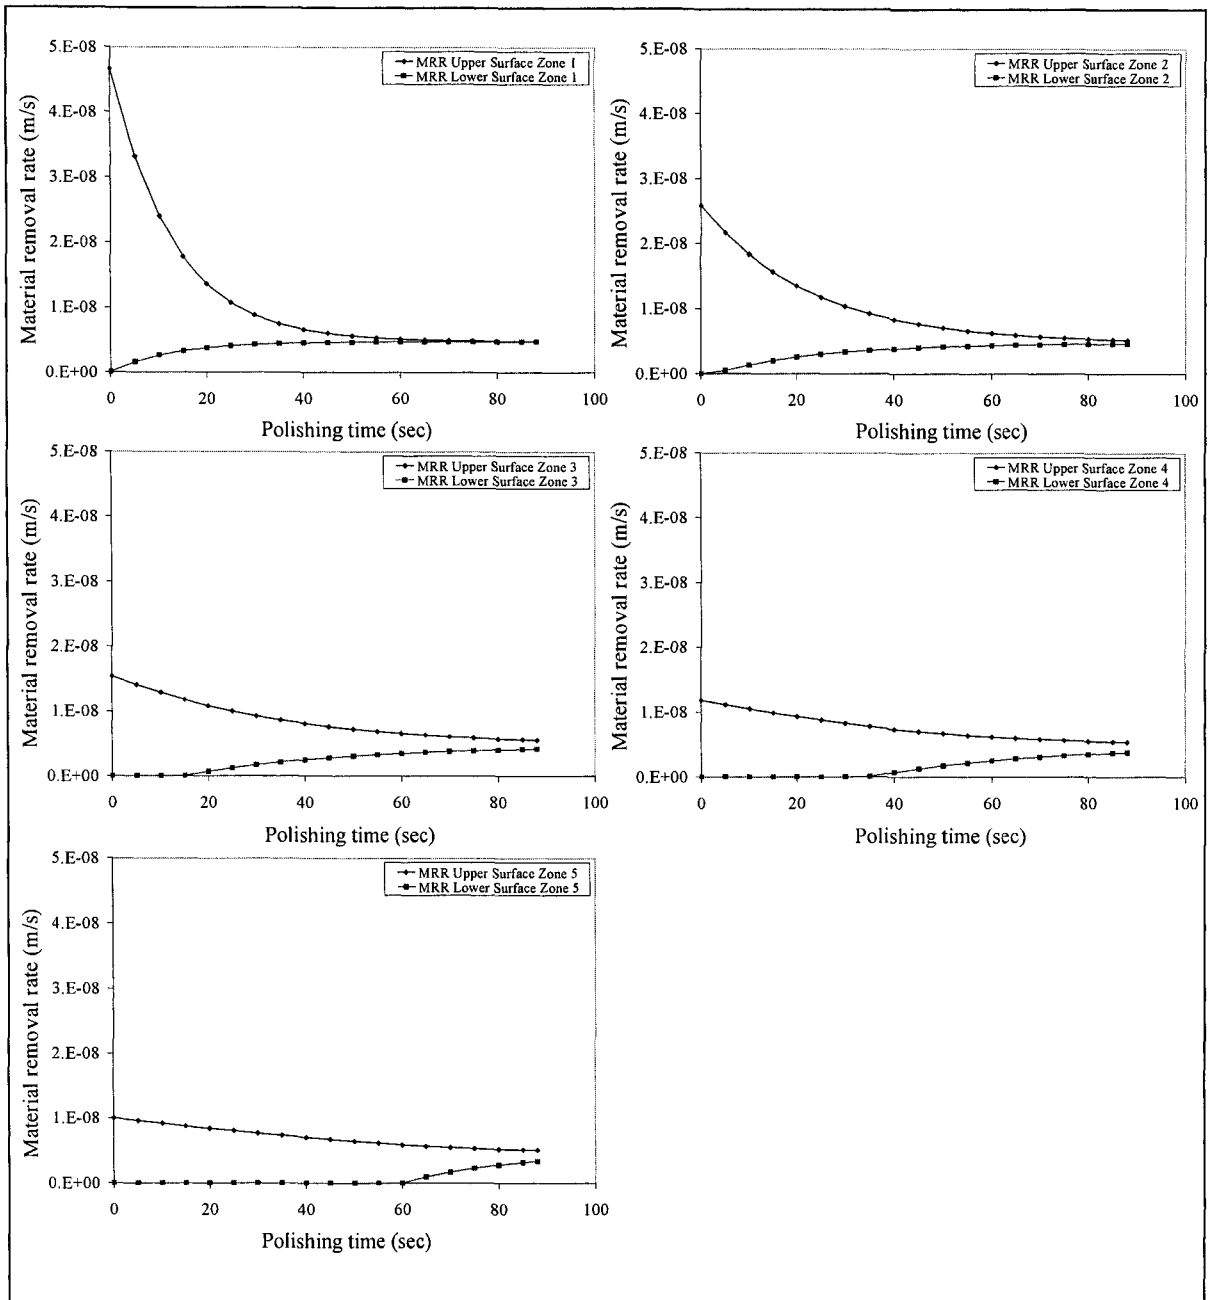 5.E-08
4.E-08
3.E-08
2.E-08
1.E-08
0.E+00
Material removal rate (m/s)
MRR Upper Surface Zone 1
MRR Lower Surface Zone 1
0 20 40 60 80 100
Polishing time (sec)
5.E-08
4.E-08
3.E-08
2.E-08
1.E-08
0.E+00
Material removal rate (m/s)
MRR Upper Surface Zone 2
MRR Lower Surface Zone 2
0 20 40 60 80 100
Polishing time (sec)
5.E-08
4.E-08
3.E-08
2.E-08
1.E-08
0.E+00
Material removal rate (m/s)
MRR Upper Surface Zone 3
MRR Lower Surface Zone 3
0 20 40 60 80 100
Polishing time (sec)
5.E-08
4.E-08
3.E-08
2.E-08
1.E-08
0.E+00
Material removal rate (m/s)
MRR Upper Surface Zone 4
MRR Lower Surface Zone 4
0 20 40 60 80 100
Polishing time (sec)
5.E-08
4.E-08
3.E-08
2.E-08
1.E-08
0.E+00
Material removal rate (m/s)
MRR Upper Surface Zone 5
MRR Lower Surface Zone 5
0 20 40 60 80 100
Polishing time (sec)